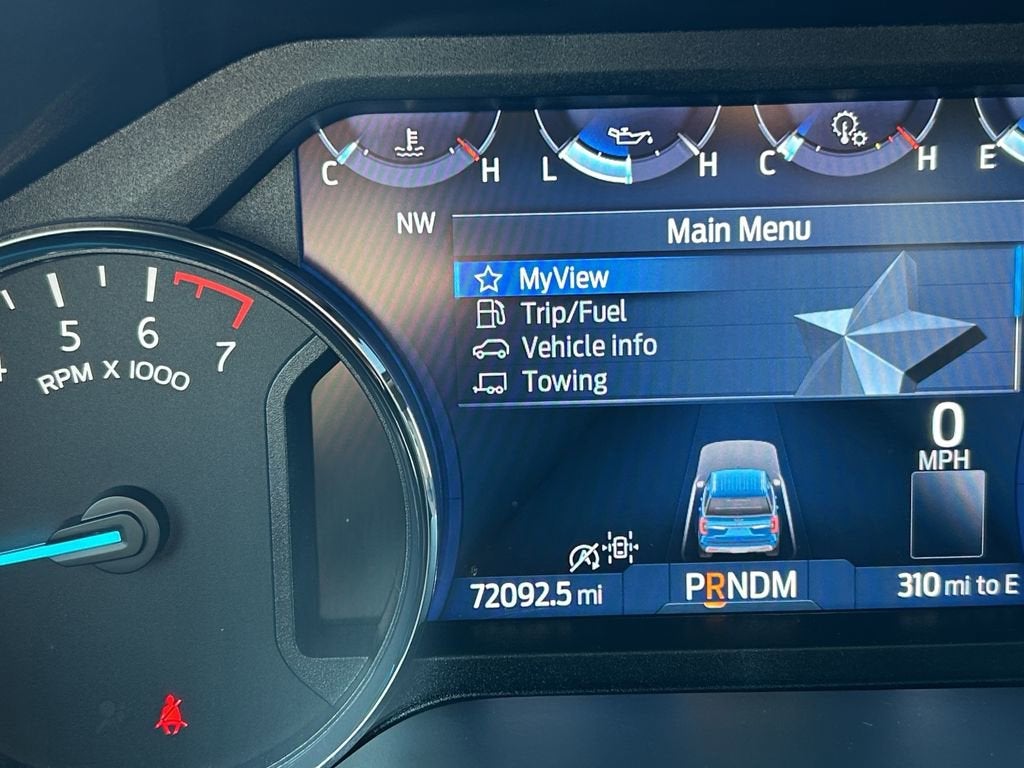 C H L H C H E
NW
Main Menu
MyView
Trip/Fuel
Vehicle info
Towing
5 6 7
RPM X 1000
0
MPH
72092.5 mi
PRNDM
310 mi to E